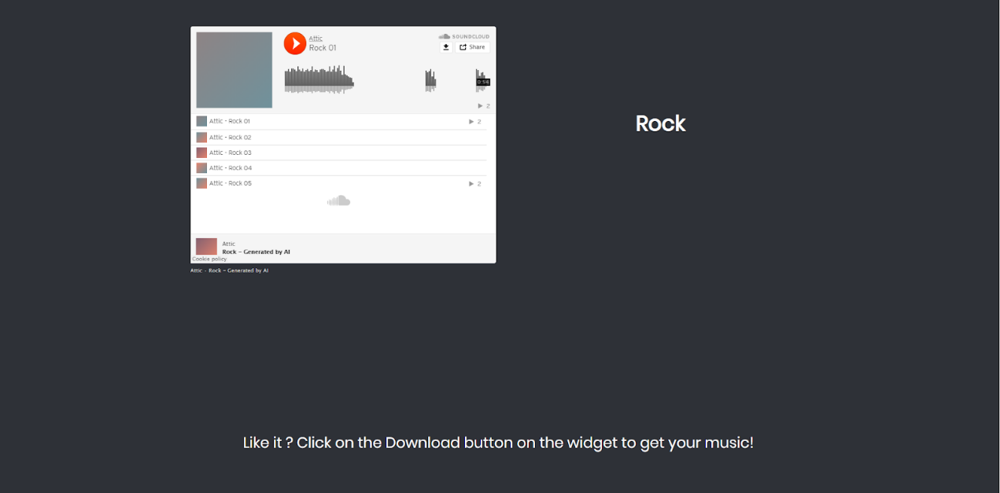 Attic
Rock 01
SOUNDCLOUD
Share
0:56
2
Attic - Rock 01
2
Attic - Rock 02
Attic - Rock 03
Attic - Rock 04
Attic - Rock 05
2
Attic
Rock – Generated by AI
Cookie policy
Attic - Rock – Generated by AI
Rock
Like it ? Click on the Download button on the widget to get your music!